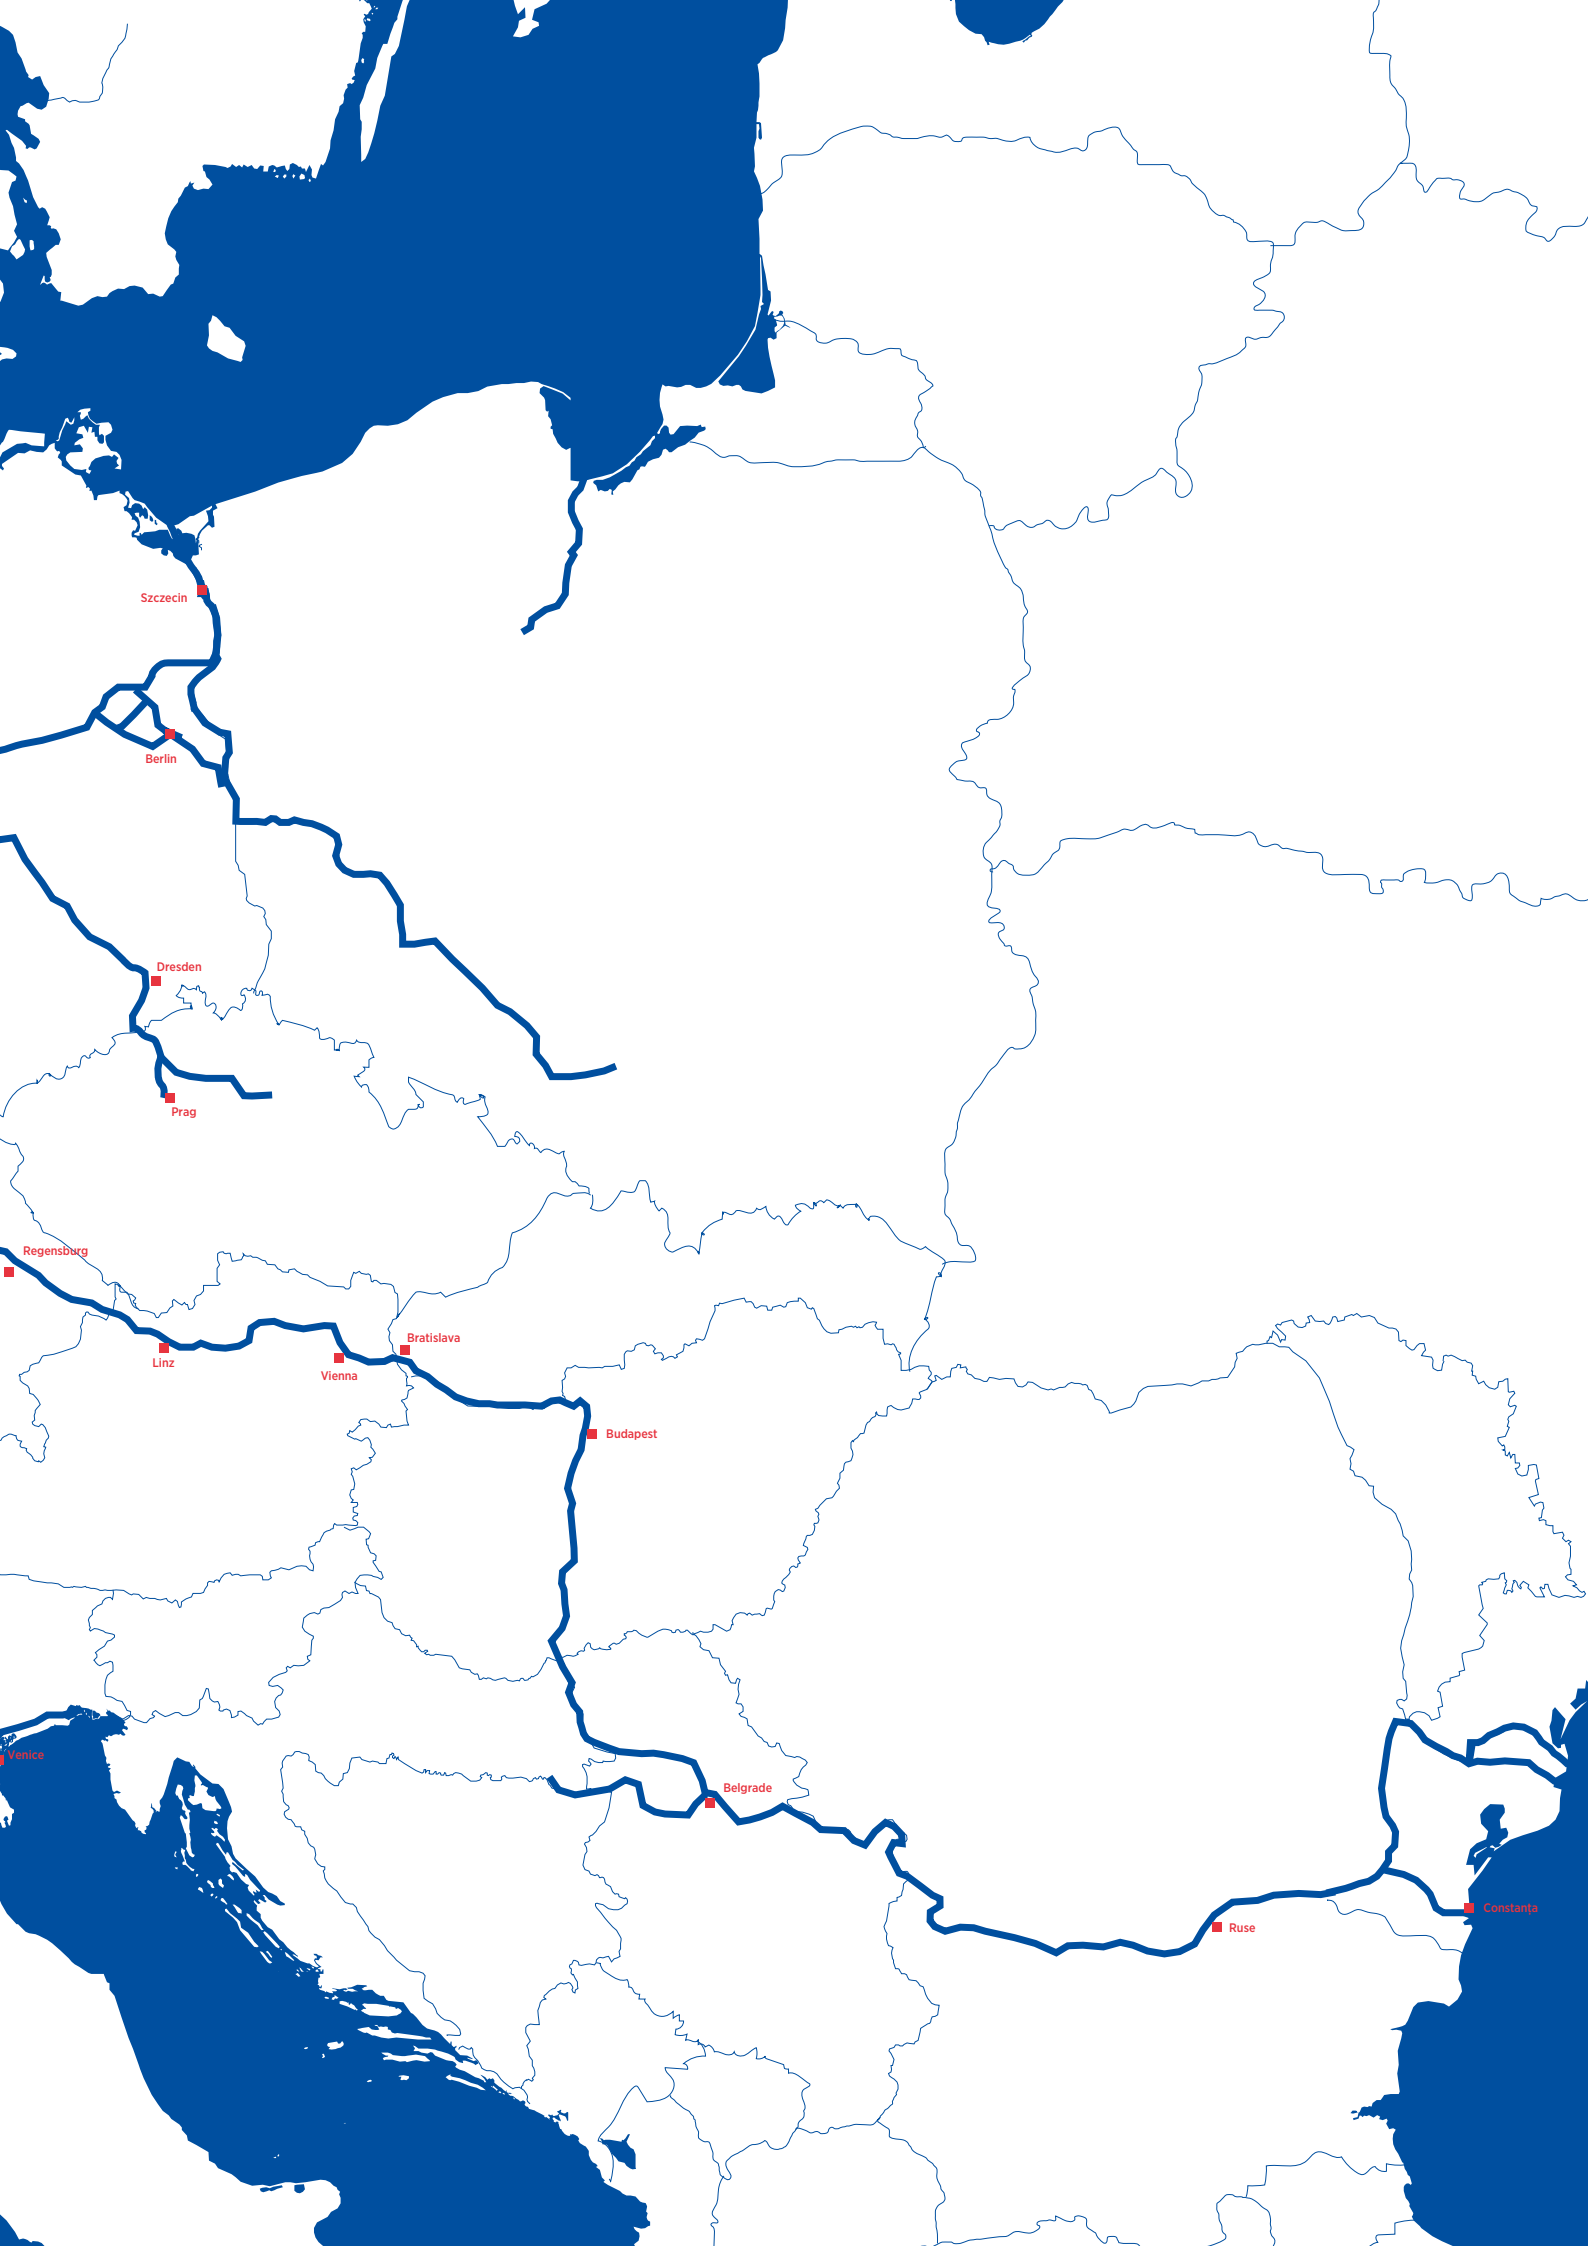 Szczecin
Berlin
Dresden
Prag
Regensburg
Bratislava
Linz
Vienna
Budapest
Venice
Belgrade
Constanța
Ruse